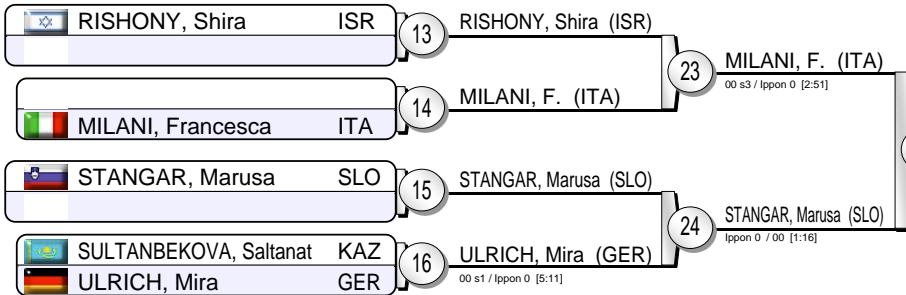 RISHONY, Shira ISR
13
RISHONY, Shira (ISR)
23
MILANI, F. (ITA)
00 s3 / Ippon 0 [2:51]
14
MILANI, F. (ITA)
MILANI, Francesca ITA
STANGAR, Marusa SLO
15
STANGAR, Marusa (SLO)
24
STANGAR, Marusa (SLO)
Ippon 0 / 00 [1:16]
SULTANBEKOVA, Saltanat KAZ
16
ULRICH, Mira (GER)
00 s1 / Ippon 0 [5:11]
ULRICH, Mira GER